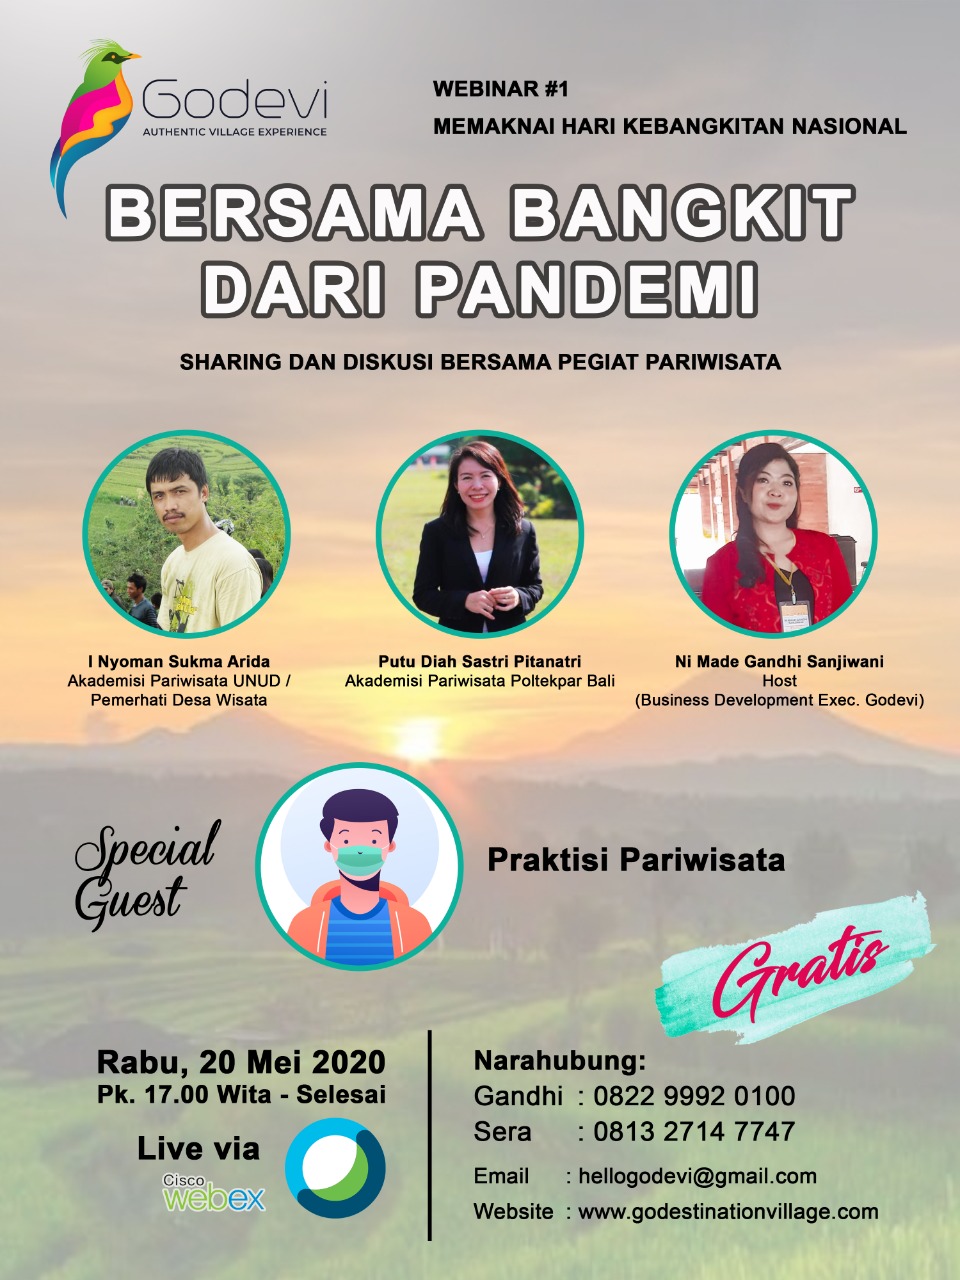 Godevi
AUTHENTIC VILLAGE EXPERIENCE
WEBINAR #1
MEMAKNAI HARI KEBANGKITAN NASIONAL
BERSAMA BANGKIT
DARI PANDEMI
SHARING DAN DISKUSI BERSAMA PEGIAT PARIWISATA
I Nyoman Sukma Arida
Akademisi Pariwisata UNUD /
Pemerhati Desa Wisata
Putu Diah Sastri Pitanatri
Akademisi Pariwisata Poltekpar Bali
Ni Made Gandhi Sanjiwani
Host
(Business Development Exec. Godevi)
Special
Guest
Praktisi Pariwisata
Gratis
Rabu, 20 Mei 2020
Pk. 17.00 Wita - Selesai
Live via
Cisco
webex
Narahubung:
Gandhi : 0822 9992 0100
Sera : 0813 2714 7747
Email : hellogodevi@gmail.com
Website : www.godestinationvillage.com